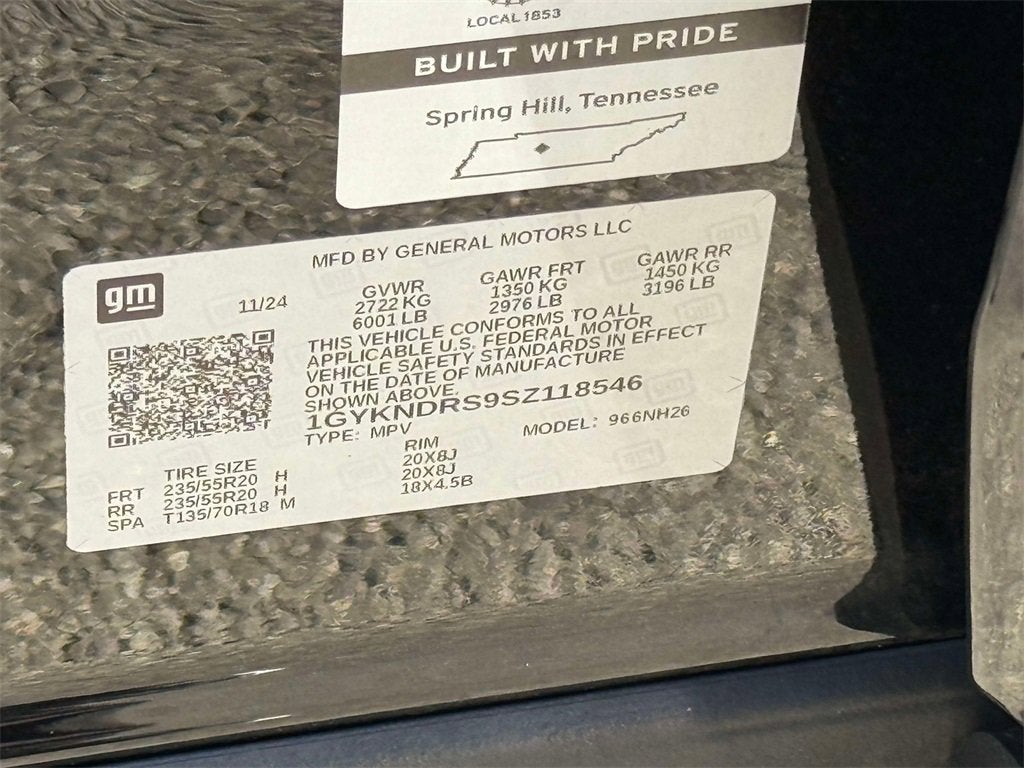 LOCAL 1853
BUILT WITH PRIDE
Spring Hill, Tennessee
MFD BY GENERAL MOTORS LLC
gm
11/24
GVWR GAWR FRT GAWR RR
2722 KG 1350 KG 1450 KG
6001 LB 2976 LB 3196 LB
THIS VEHICLE CONFORMS TO ALL
APPLICABLE U.S. FEDERAL MOTOR
VEHICLE SAFETY STANDARDS IN EFFECT
ON THE DATE OF MANUFACTURE
SHOWN ABOVE.
1GYKNDRS9SZ118546
TYPE: MPV MODEL: 966NH26
TIRE SIZE RIM
FRT 235/55R20 H 20X8J
RR 235/55R20 H 20X8J
SPA T135/70R18 M 18X4.5B